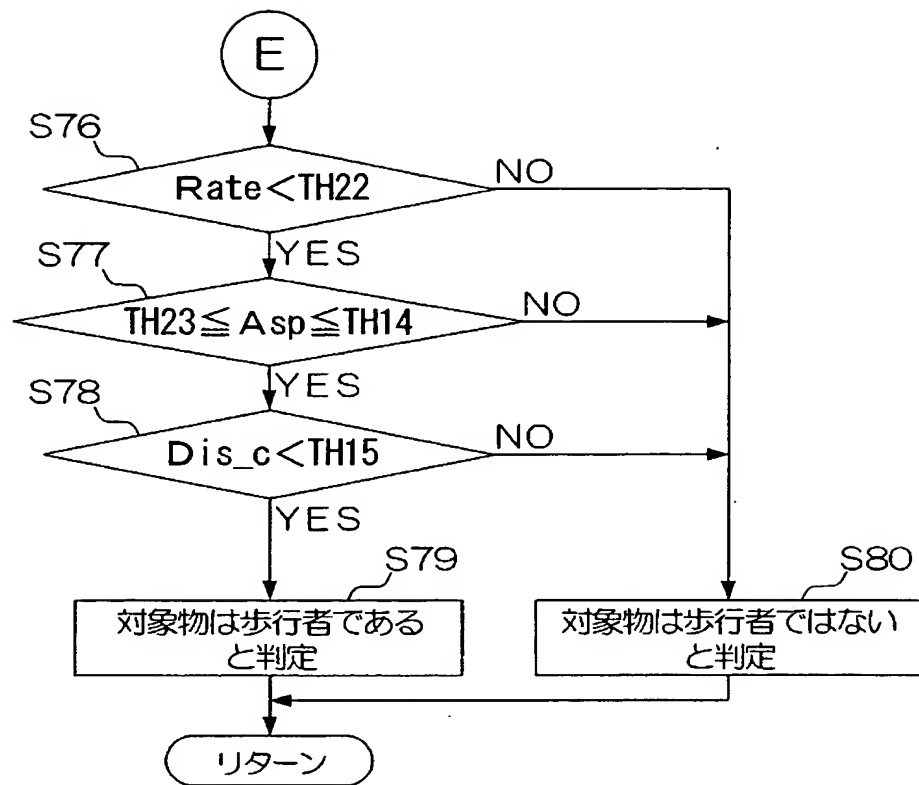 E
S76
Rate<TH22
NO
YES
S77
TH23≦Asp≦TH14
NO
YES
S78
Dis_c<TH15
NO
YES
S79
対象物は歩行者である
と判定
S80
対象物は歩行者ではない
と判定
リターン